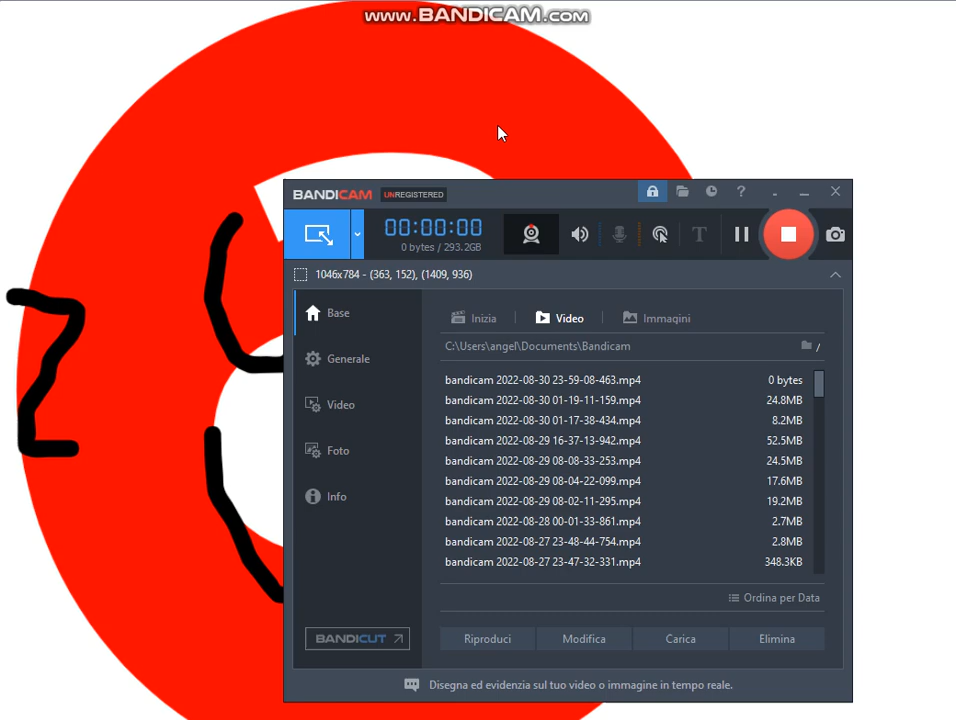 www.BANDICAM.com
BANDICAM UNREGISTERED
00:00:00
0 bytes / 293.2GB
T
1046x784 - (363, 152), (1409, 936)
Base
Generale
Video
Foto
Info
BANDICUT
Inizia
Video
Immagini
C:\Users\angel\Documents\Bandicam
/
bandicam 2022-08-30 23-59-08-463.mp4 0 bytes
bandicam 2022-08-30 01-19-11-159.mp4 24.8MB
bandicam 2022-08-30 01-17-38-434.mp4 8.2MB
bandicam 2022-08-29 16-37-13-942.mp4 52.5MB
bandicam 2022-08-29 08-08-33-253.mp4 24.5MB
bandicam 2022-08-29 08-04-22-099.mp4 17.6MB
bandicam 2022-08-29 08-02-11-295.mp4 19.2MB
bandicam 2022-08-28 00-01-33-861.mp4 2.7MB
bandicam 2022-08-27 23-48-44-754.mp4 2.8MB
bandicam 2022-08-27 23-47-32-331.mp4 348.3KB
Ordina per Data
Riproduci Modifica Carica Elimina
Disegna ed evidenzia sul tuo video o immagine in tempo reale.